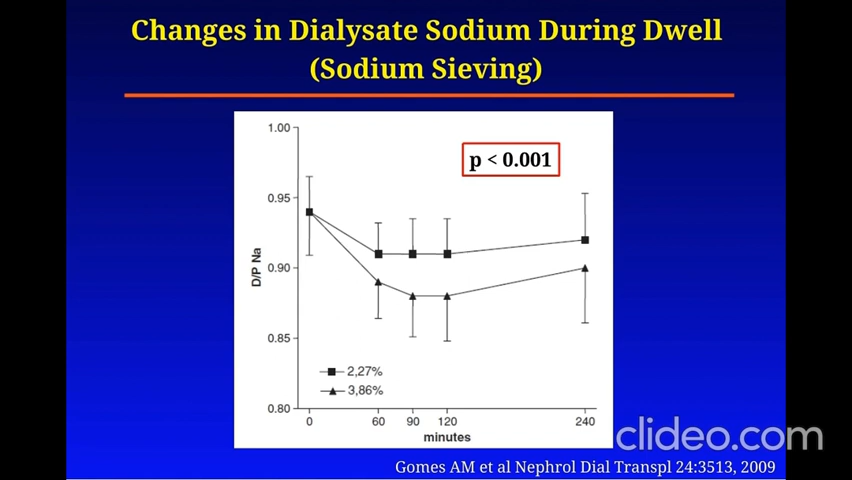 Changes in Dialysate Sodium During Dwell
(Sodium Sieving)
1.00
p < 0.001
0.95
D/P Na
0.90
0.85
2,27%
3,86%
0.80
0 60 90 120 240
minutes
clideo.com
Gomes AM et al Nephrol Dial Transpl 24:3513, 2009